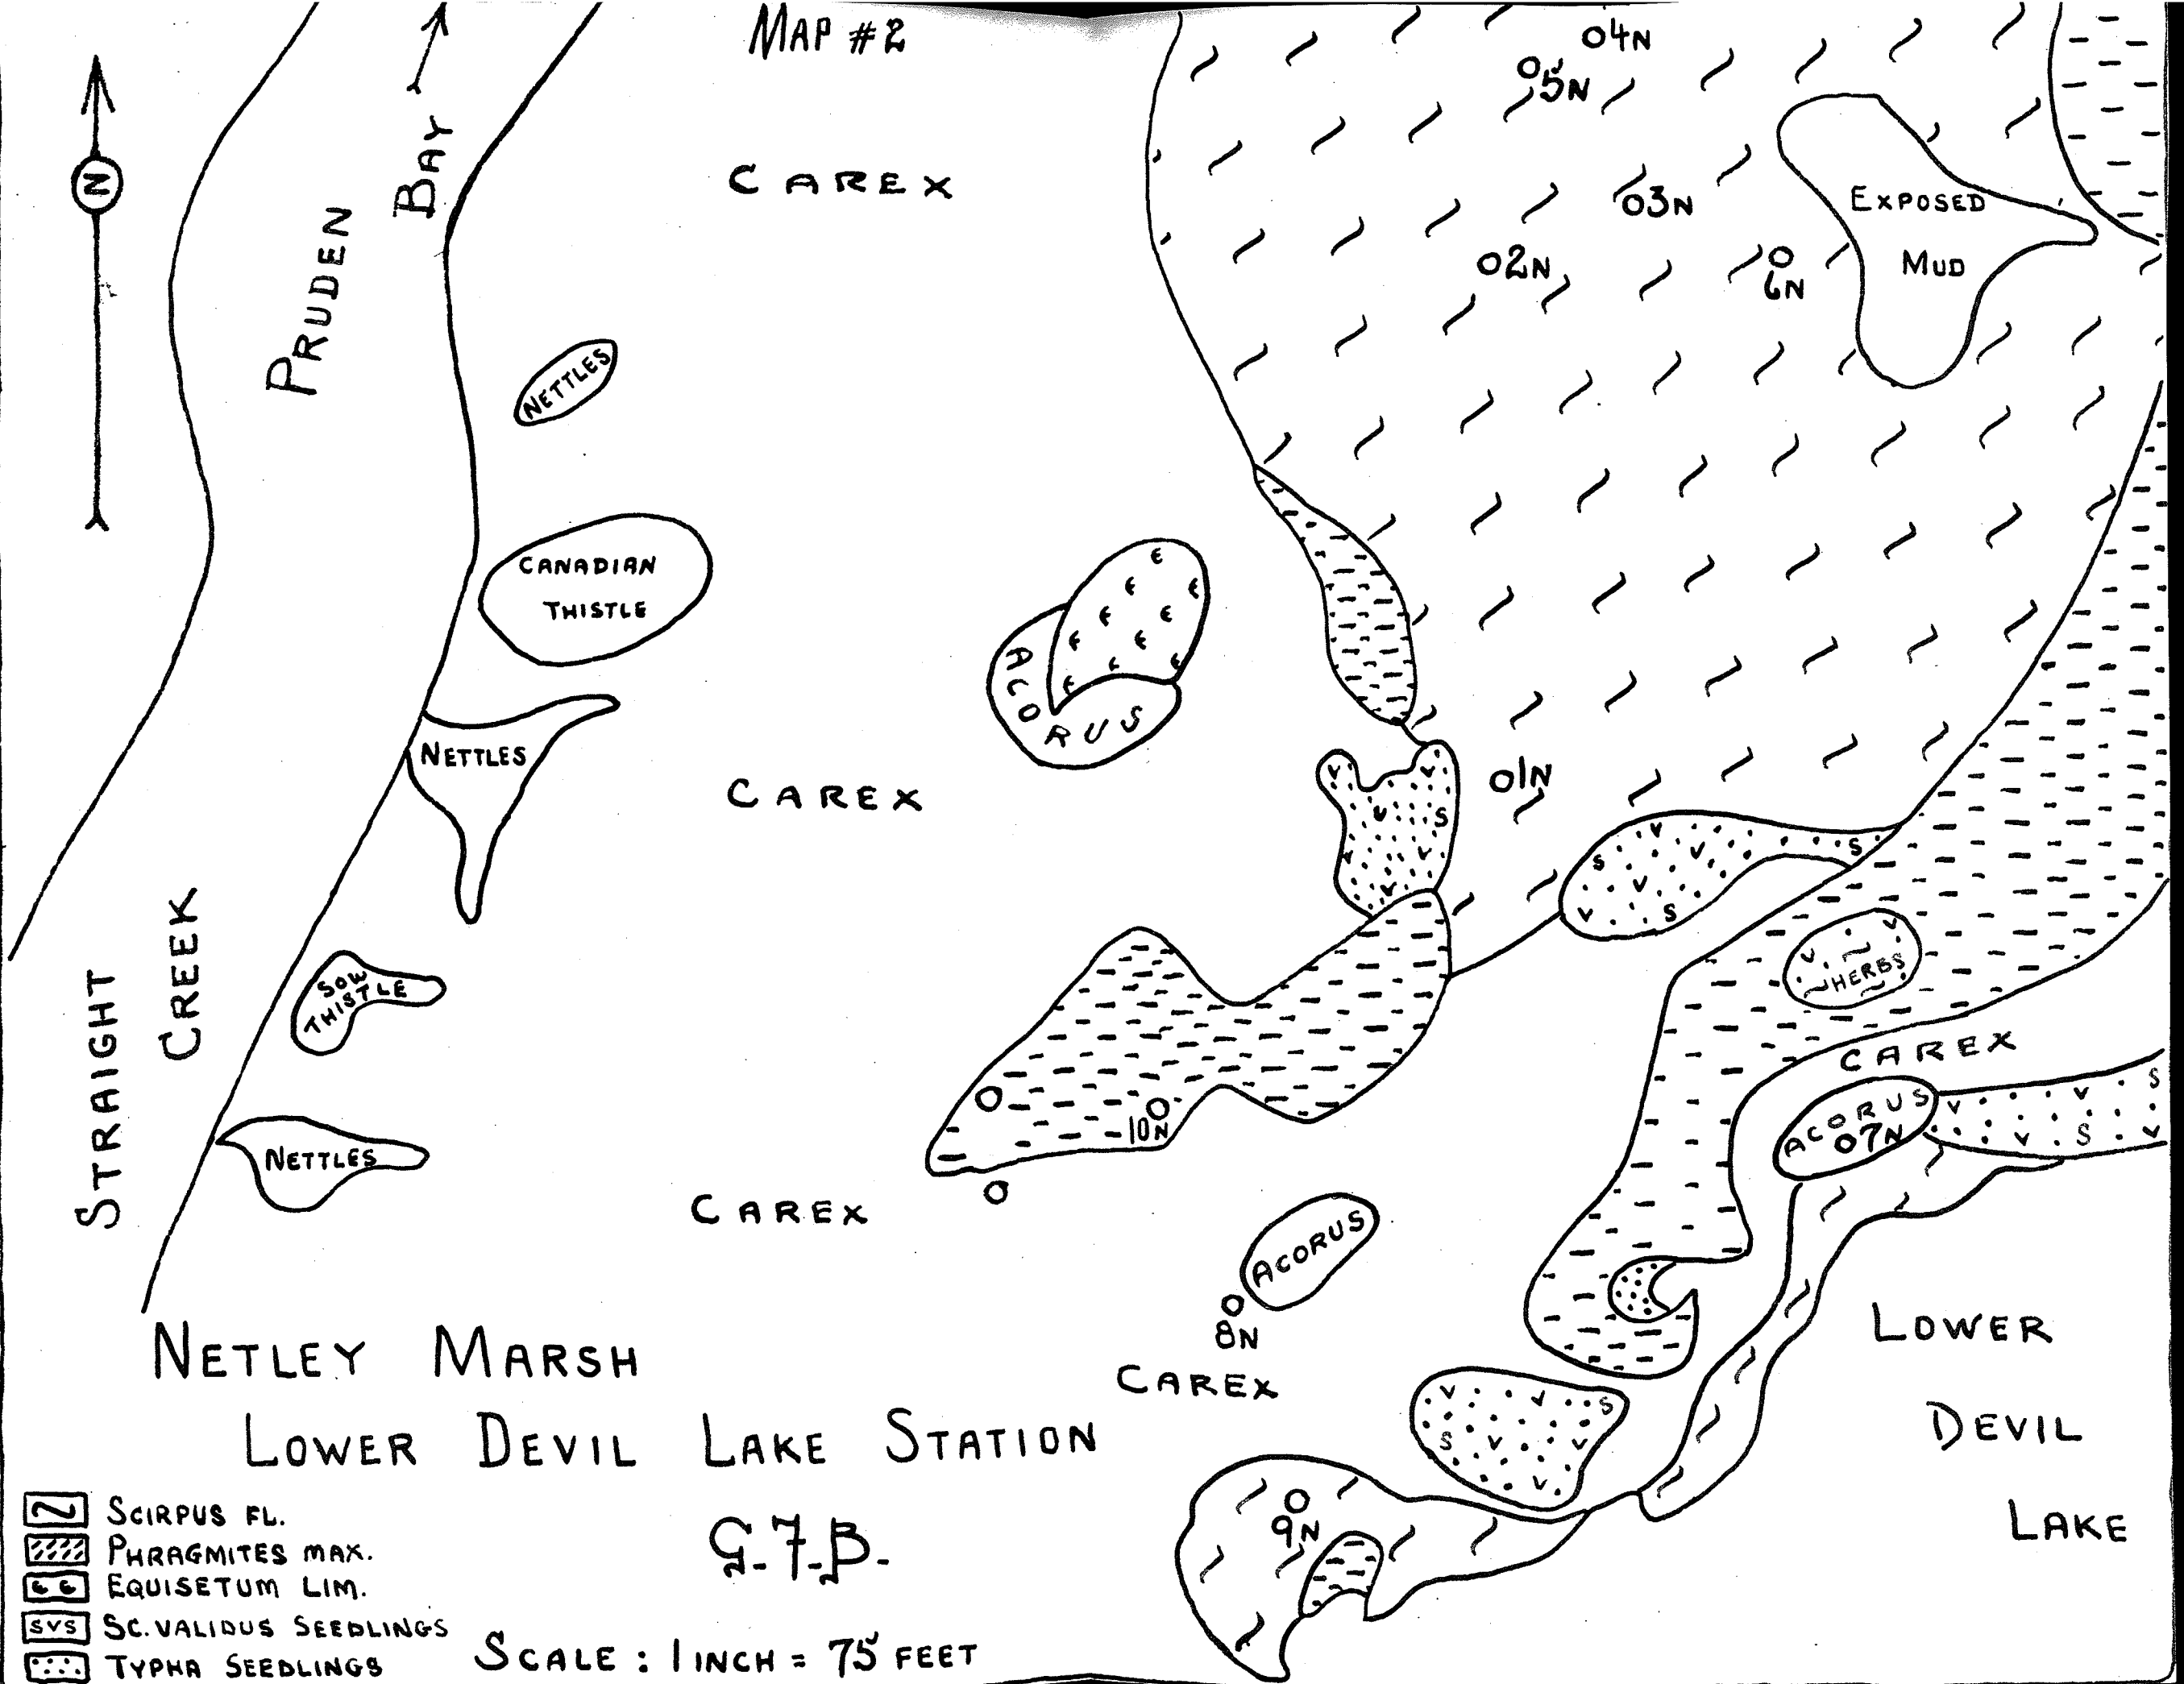 MAP #2
N
PRUDEN
BAY
CAREX
O4N
O5N
O3N
O2N
O6N
EXPOSED
MUD
NETTLES
CANADIAN
THISTLE
NETTLES
ACORUS
CAREX
O1N
STRAIGHT
CREEK
SOW
THISTLE
HERBS
CAREX
ACORUS
O7N
10N
NETTLES
CAREX
ACORUS
8N
CAREX
LOWER
DEVIL
LAKE
9N
NETLEY MARSH
LOWER DEVIL LAKE STATION
SCIRPUS FL.
PHRAGMITES MAX.
EQUISETUM LIM.
SVS SC. VALIDUS SEEDLINGS
TYPHA SEEDLINGS
SCALE : 1 INCH = 75 FEET